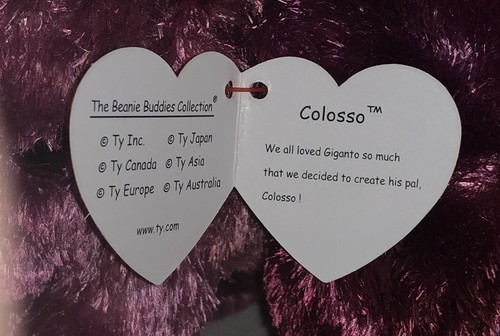 The Beanie Buddies Collection®
© Ty Inc. © Ty Japan
© Ty Canada © Ty Asia
© Ty Europe © Ty Australia
www.ty.com
Colosso™
We all loved Giganto so much
that we decided to create his pal,
Colosso !